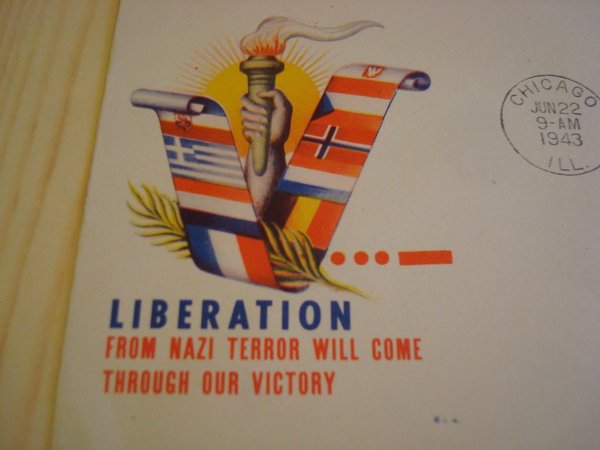 CHICAGO
JUN 22
9-AM
1943
ILL.
LIBERATION
FROM NAZI TERROR WILL COME
THROUGH OUR VICTORY